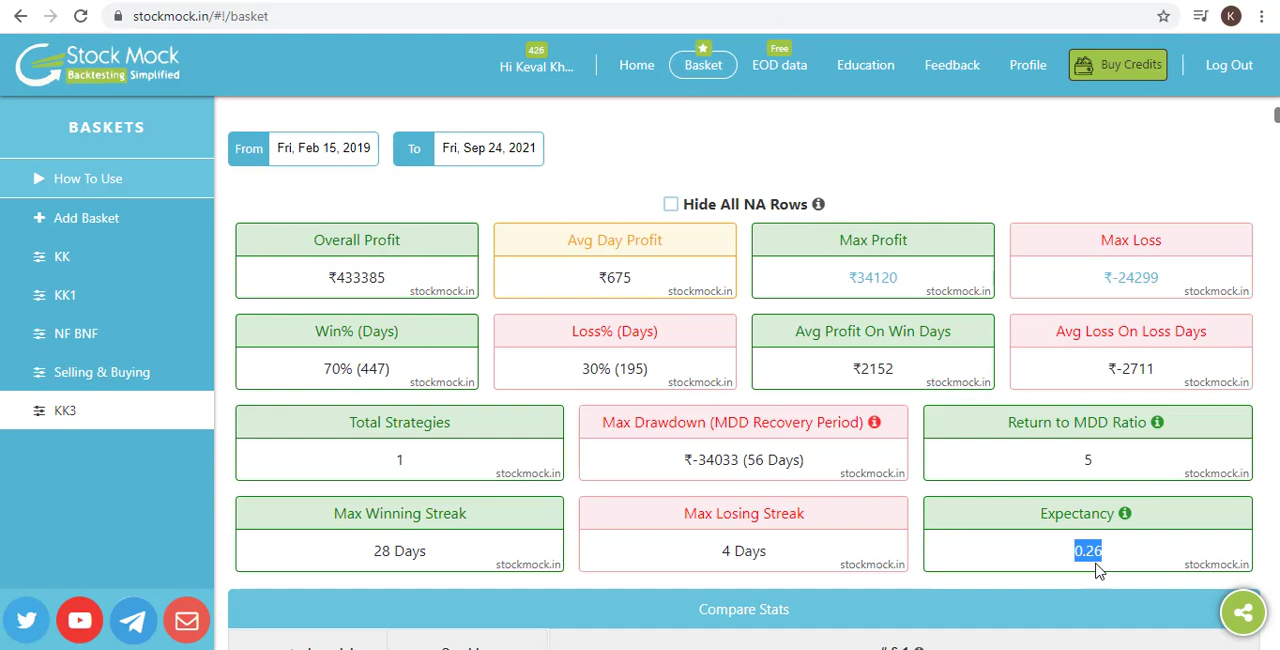 stockmock.in/#!/basket
K
Stock Mock
Backtesting Simplified
426
Hi Keval Kh...
Home
Basket
Free
EOD data
Education
Feedback
Profile
Buy Credits
Log Out
BASKETS
How To Use
Add Basket
KK
KK1
NF BNF
Selling & Buying
KK3
From Fri, Feb 15, 2019
To Fri, Sep 24, 2021
Hide All NA Rows
Overall Profit
₹433385
stockmock.in
Avg Day Profit
₹675
stockmock.in
Max Profit
₹34120
stockmock.in
Max Loss
₹-24299
stockmock.in
Win% (Days)
70% (447)
stockmock.in
Loss% (Days)
30% (195)
stockmock.in
Avg Profit On Win Days
₹2152
stockmock.in
Avg Loss On Loss Days
₹-2711
stockmock.in
Total Strategies
1
stockmock.in
Max Drawdown (MDD Recovery Period)
₹-34033 (56 Days)
stockmock.in
Return to MDD Ratio
5
stockmock.in
Max Winning Streak
28 Days
stockmock.in
Max Losing Streak
4 Days
stockmock.in
Expectancy
0.26
stockmock.in
Compare Stats